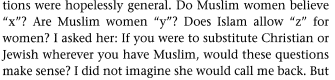 tions were hopelessly general. Do Muslim women believe
“x”? Are Muslim women “y”? Does Islam allow “z” for
women? I asked her: If you were to substitute Christian or
Jewish wherever you have Muslim, would these questions
make sense? I did not imagine she would call me back. But